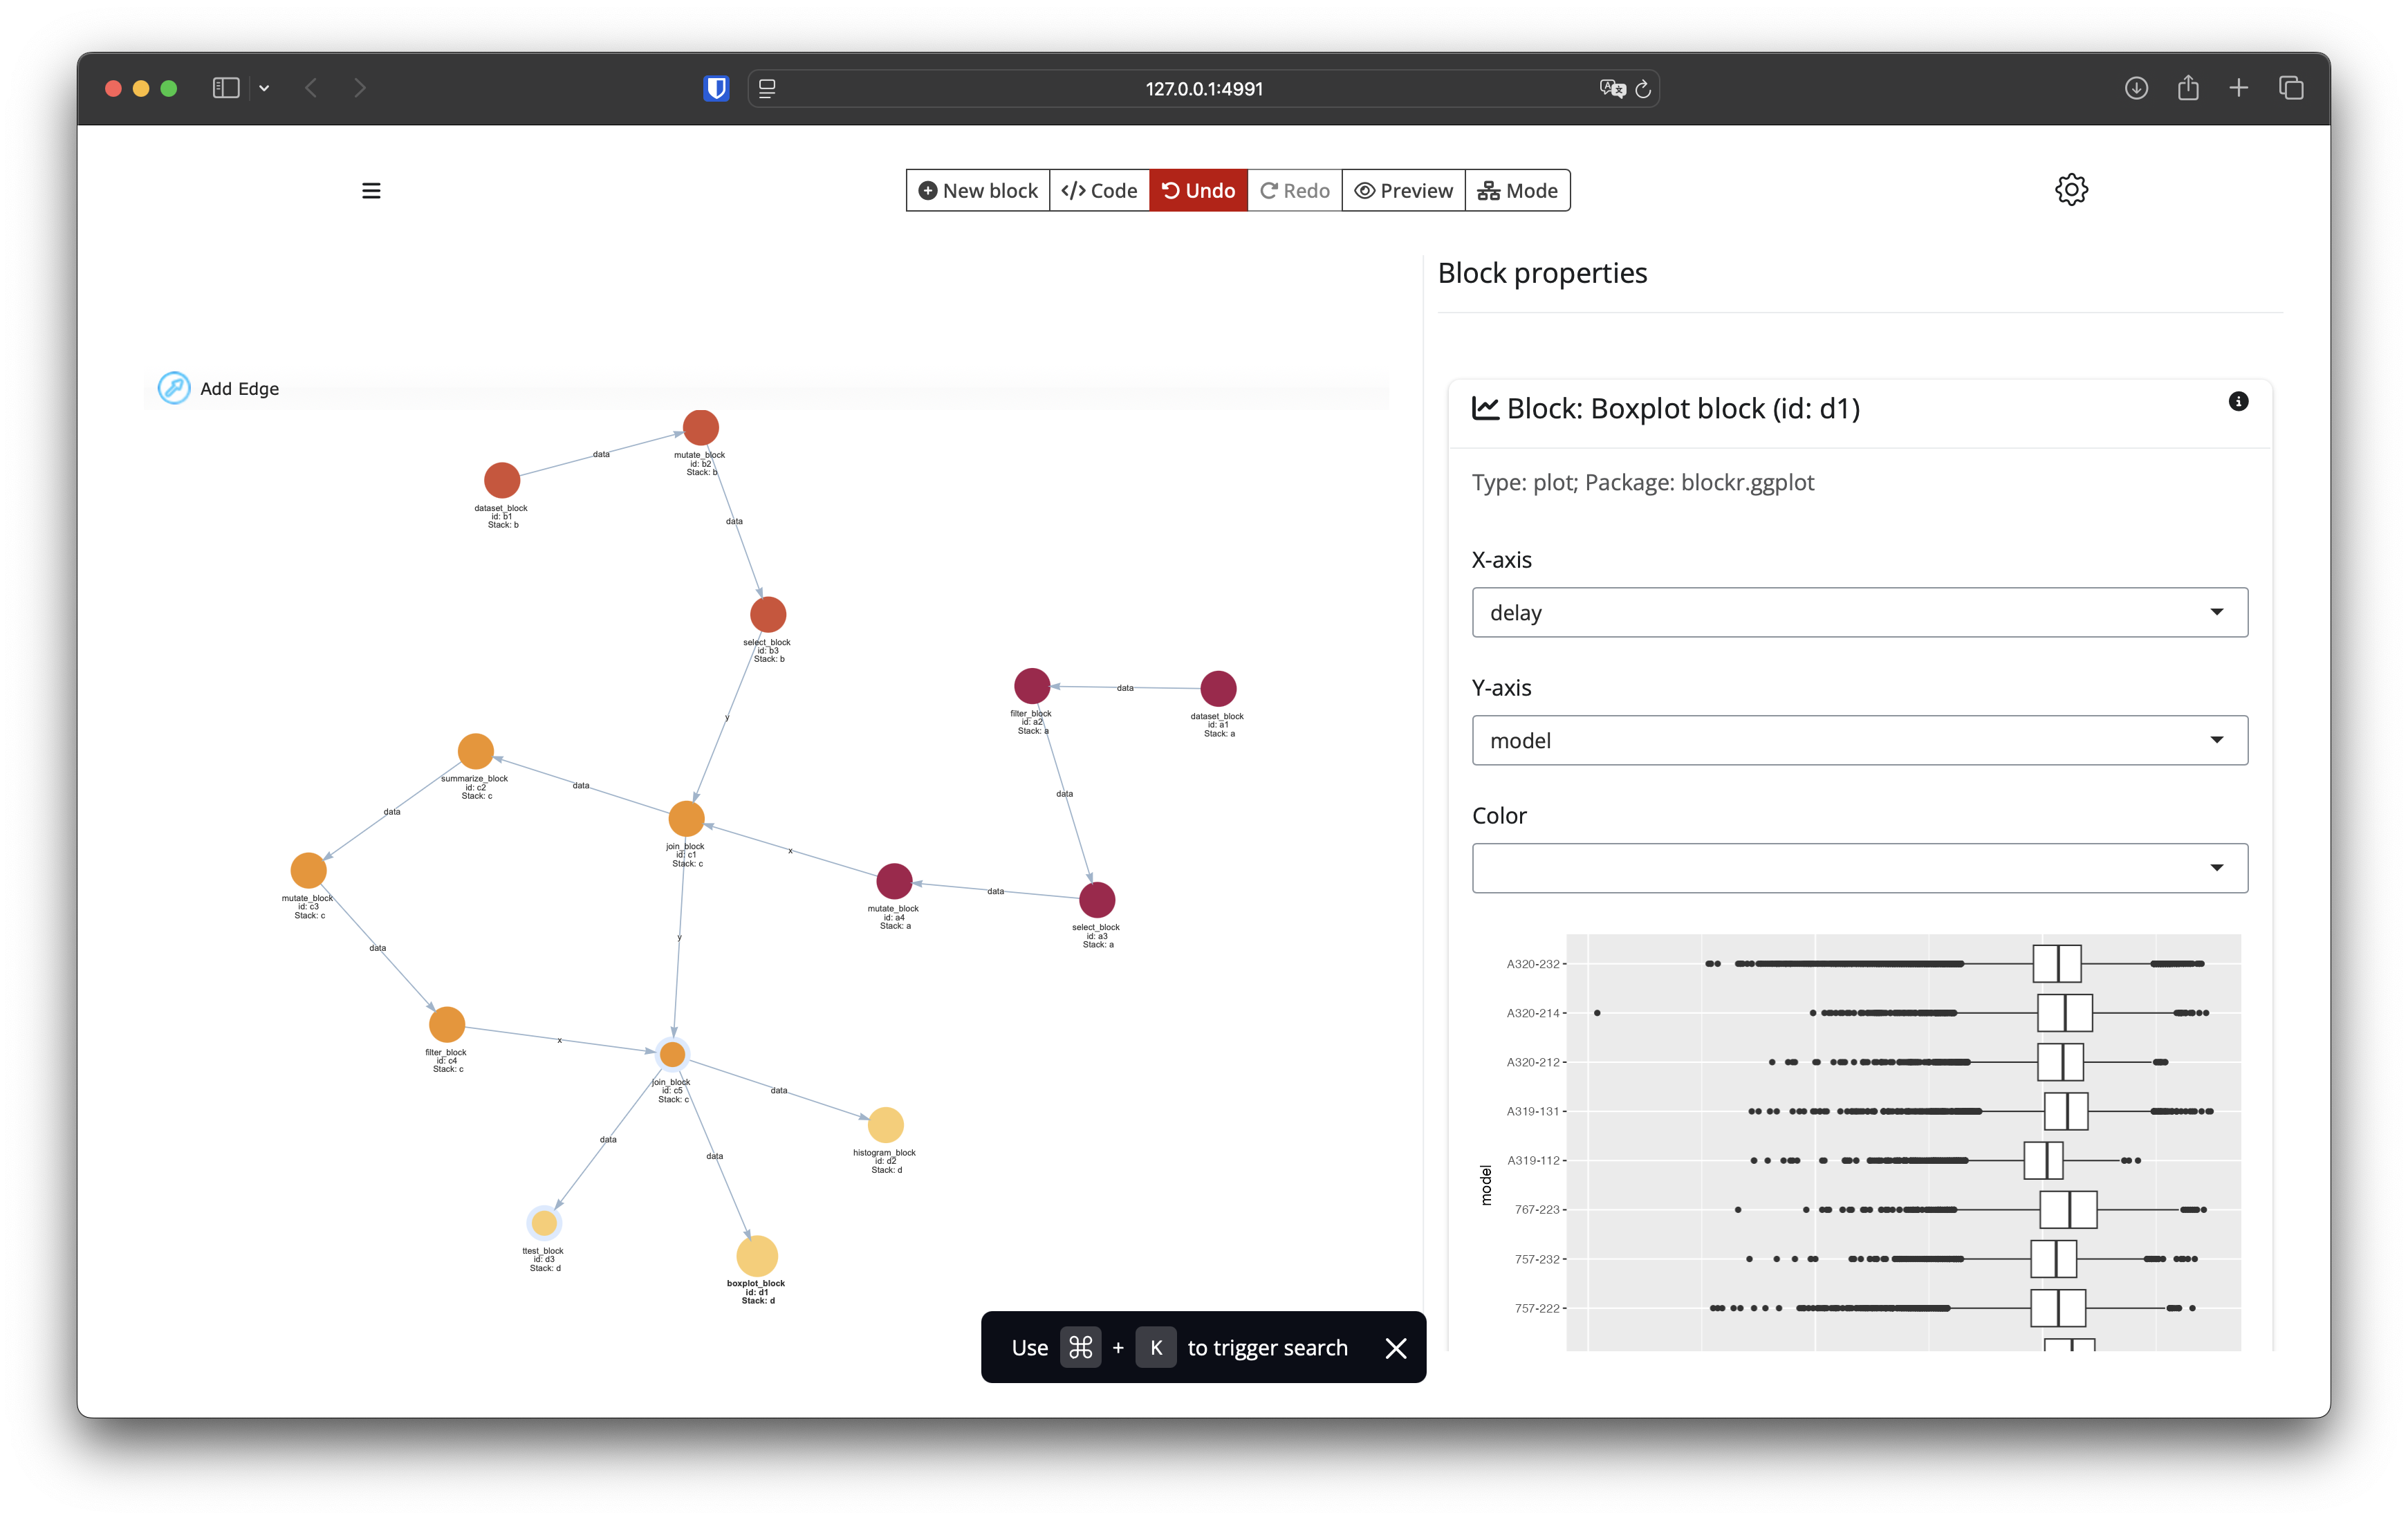 127.0.0.1:4991
New block
Code
Undo
Redo
Preview
Mode
Block properties
Add Edge
mutate_block
id: b2
Stack: b
data
dataset_block
id: b1
Stack: b
data
select_block
id: b3
Stack: b
filter_block
id: a2
Stack: a
data
dataset_block
id: a1
Stack: a
y
summarize_block
id: c2
Stack: c
data
data
data
join_block
id: c1
Stack: c
x
mutate_block
id: c3
Stack: c
mutate_block
id: a4
Stack: a
data
select_block
id: a3
Stack: a
data
y
filter_block
id: c4
Stack: c
x
join_block
id: c5
Stack: c
data
data
data
histogram_block
id: d2
Stack: d
ttest_block
id: d3
Stack: d
boxplot_block
id: d1
Stack: d
Use ⌘ + K to trigger search
Block: Boxplot block (id: d1)
Type: plot; Package: blockr.ggplot
X-axis
delay
Y-axis
model
Color
A320-232
A320-214
A320-212
A319-131
A319-112
767-223
757-232
757-222
model